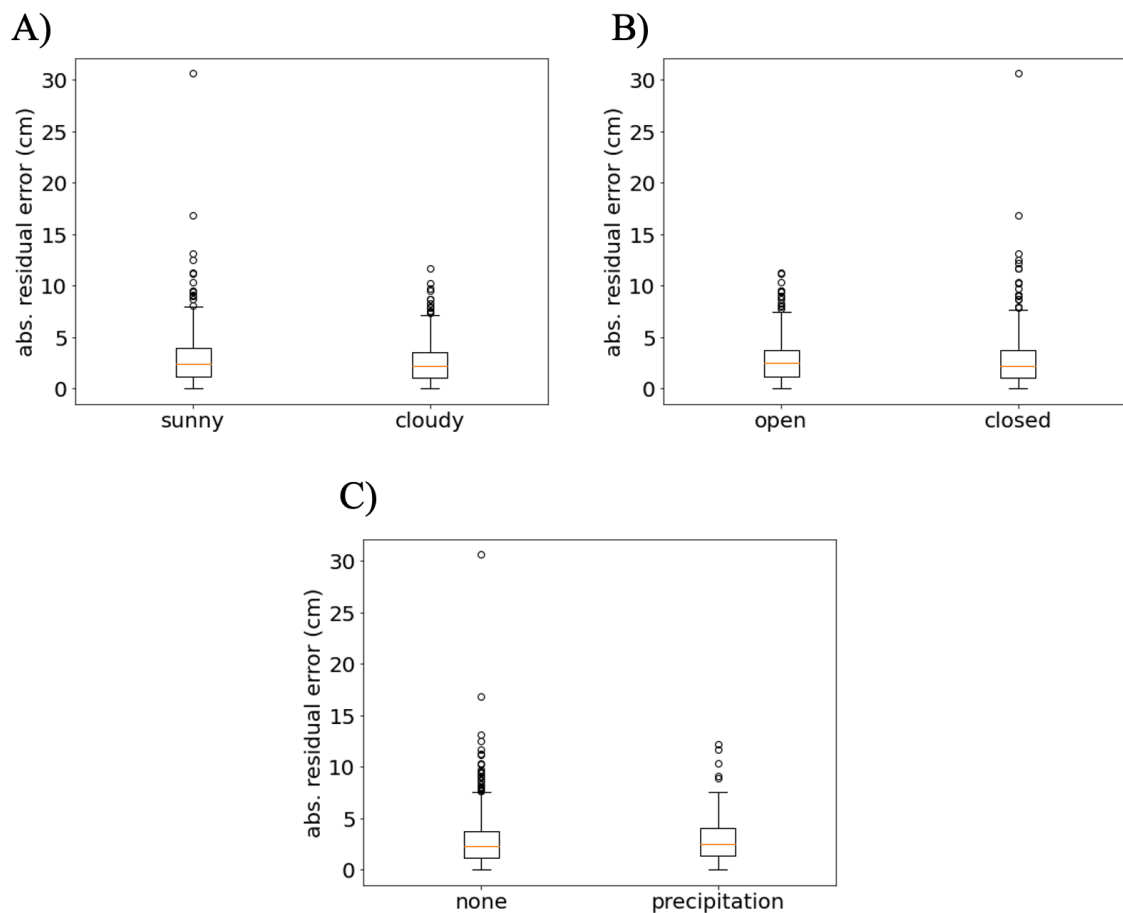 A)
abs. residual error (cm)
30
25
20
15
10
5
0
sunny cloudy
B)
abs. residual error (cm)
30
25
20
15
10
5
0
open closed
C)
abs. residual error (cm)
30
25
20
15
10
5
0
none precipitation